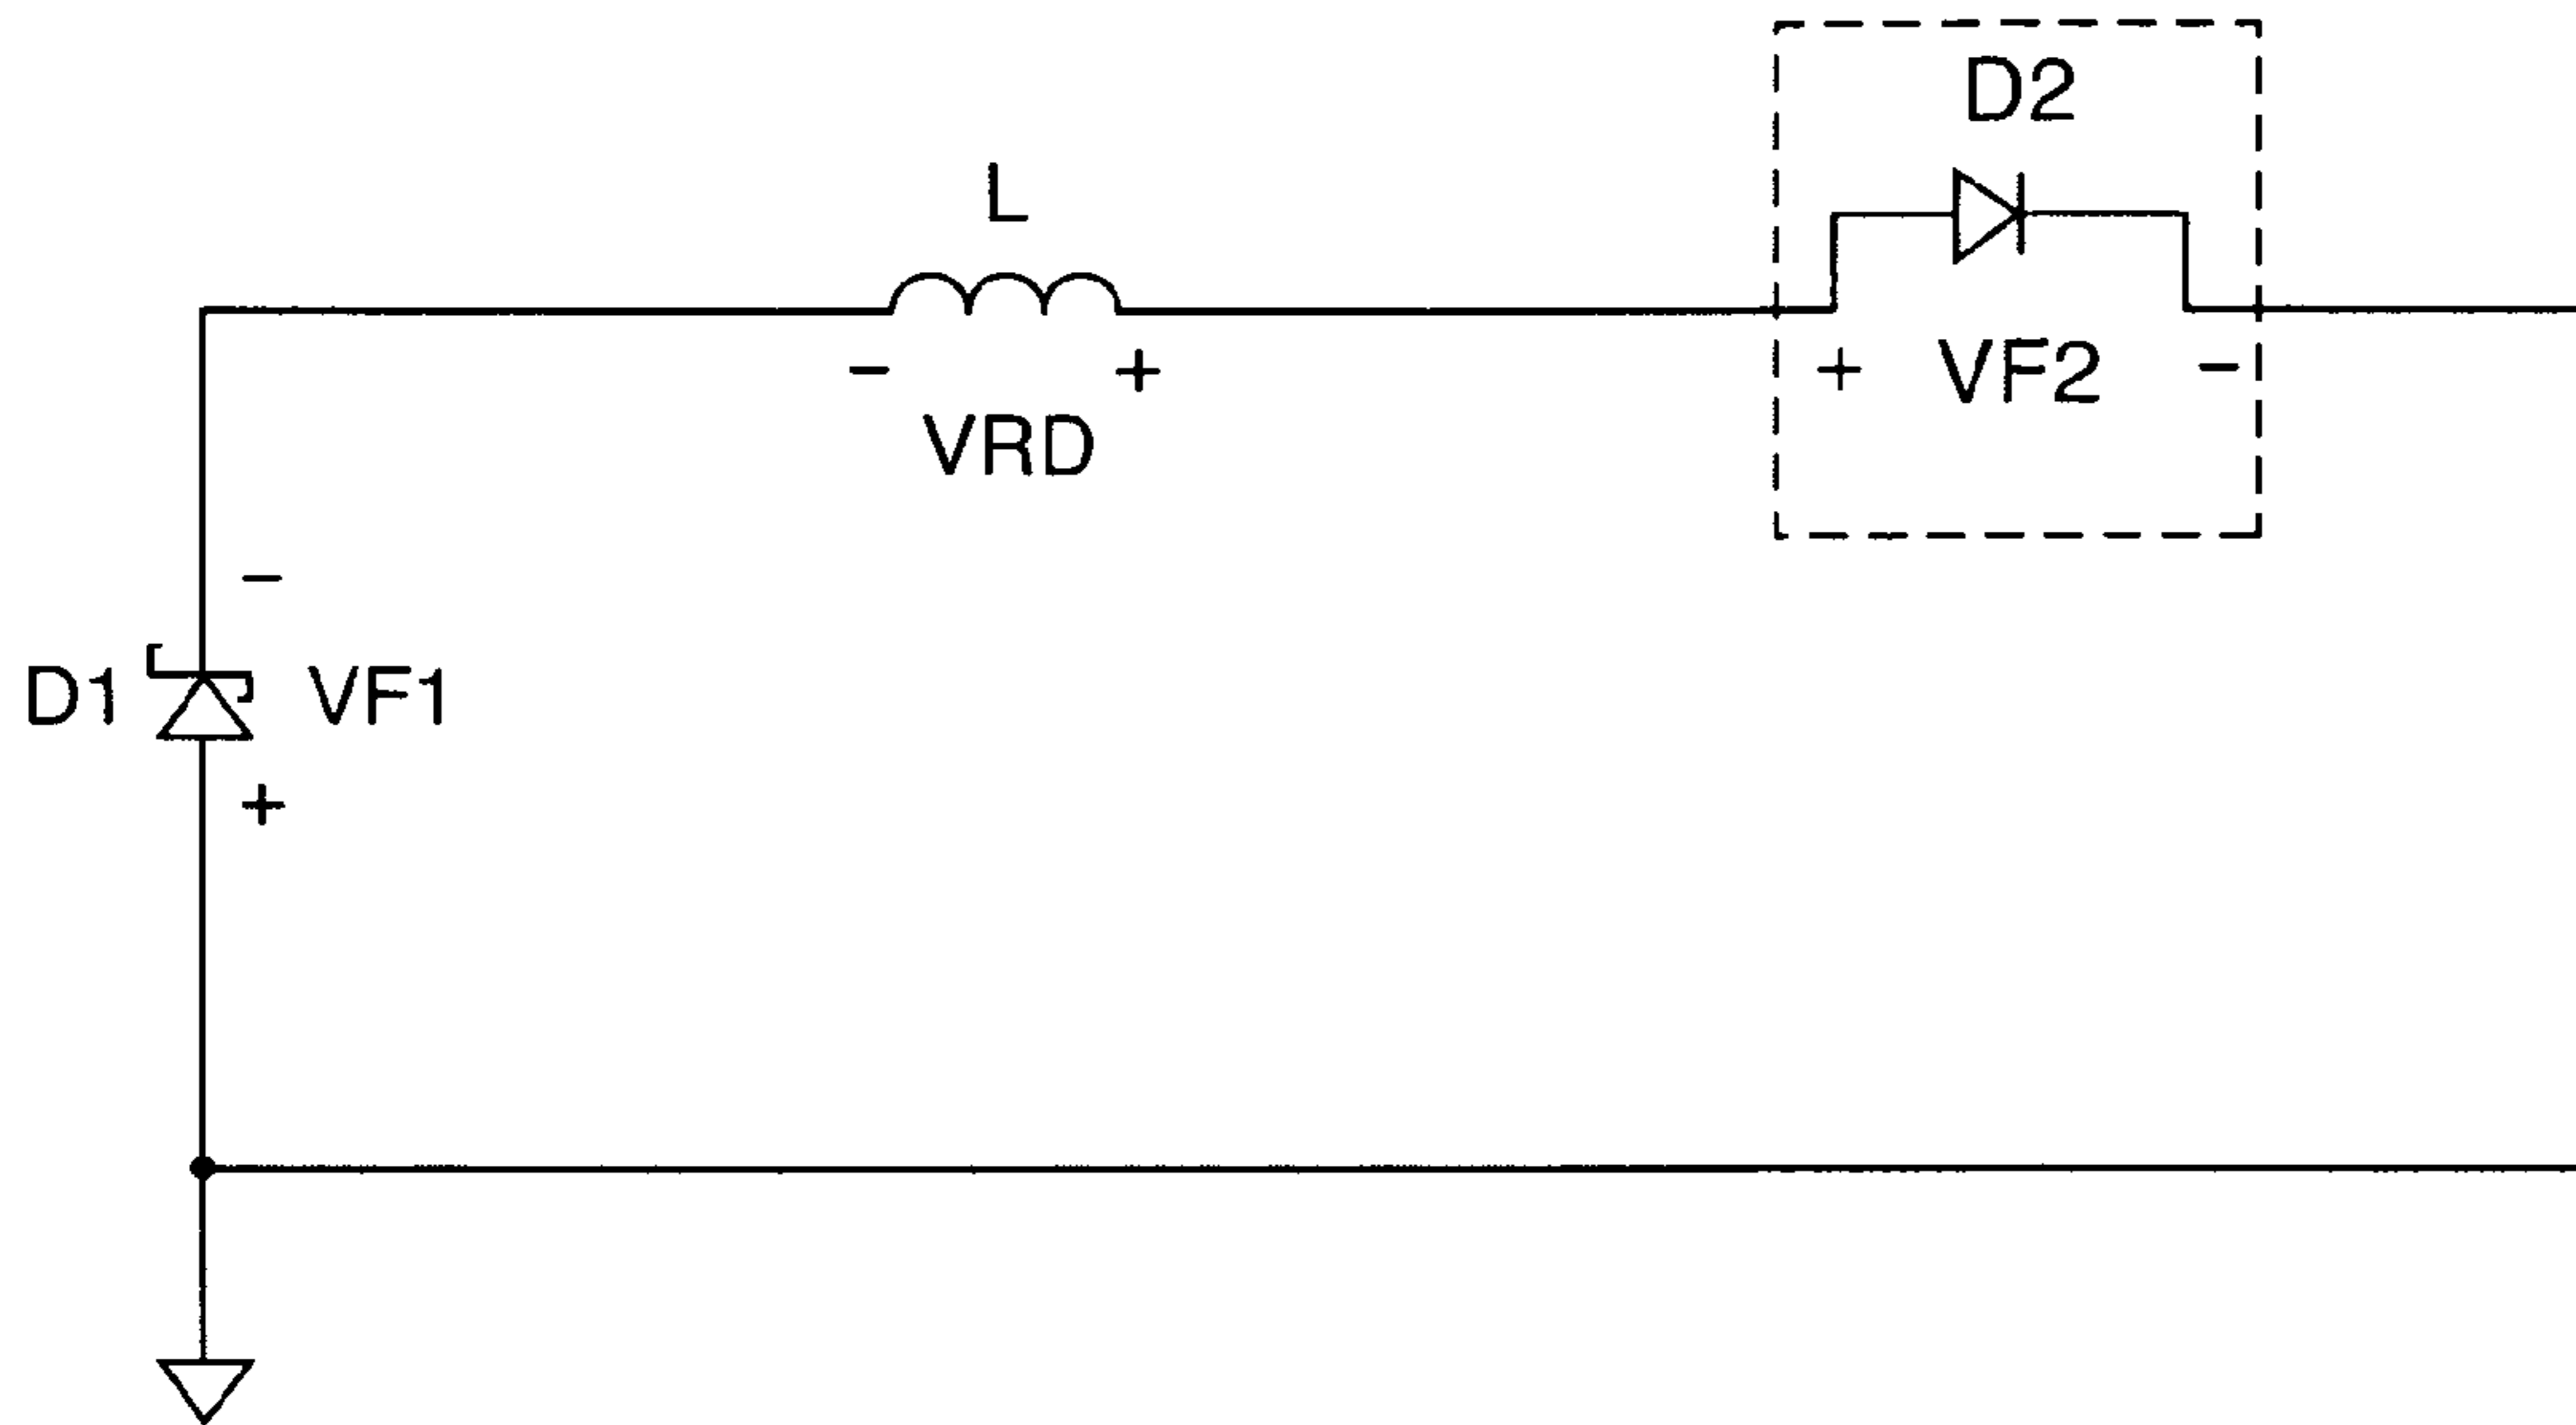 D2
L
- +
+ VF2 -
VRD
-
D1 VF1
+